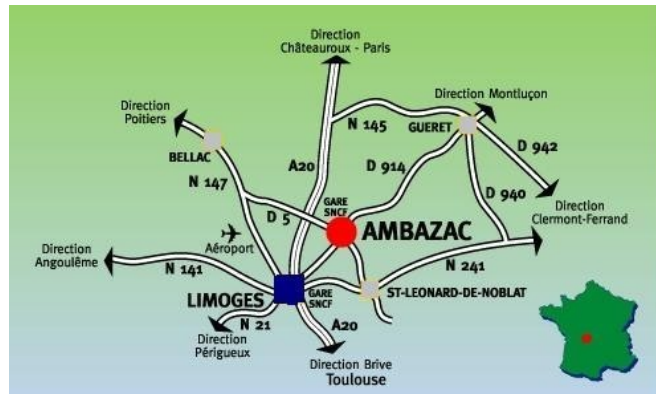 Direction
Châteauroux - Paris
Direction Montluçon
Direction
Poitiers
N 145
GUERET
D 942
BELLAC
A20
D 914
N 147
D 940
GARE
SNCF
D 5
Direction
Clermont-Ferrand
AMBAZAC
Aéroport
Direction
Angoulême
N 141
N 241
LIMOGES
GARE
SNCF
ST-LEONARD-DE-NOBLAT
N 21
A20
Direction
Périgueux
Direction Brive
Toulouse